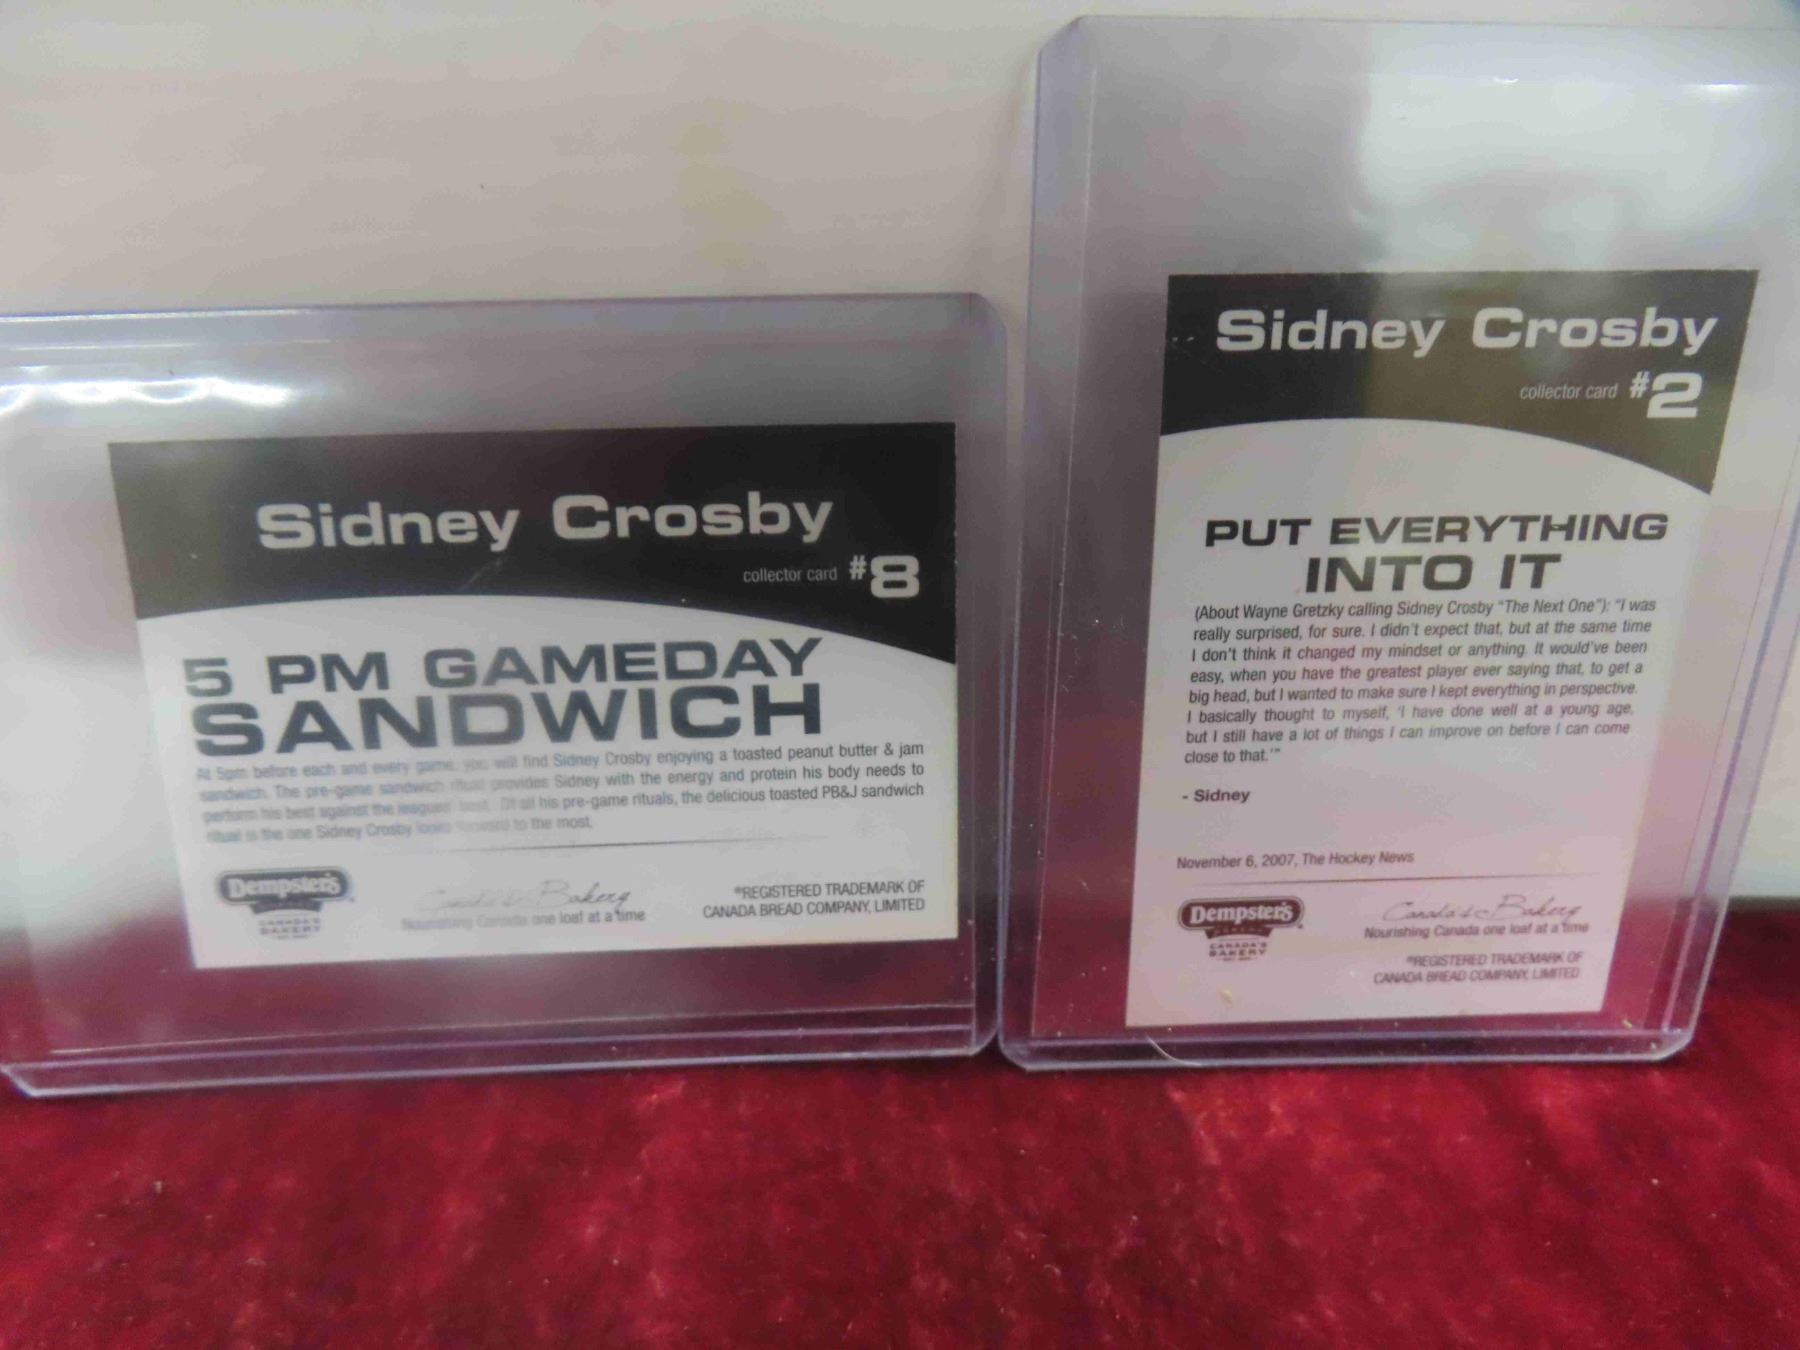 Sidney Crosby
collector card #8
5 PM GAMEDAY
SANDWICH
At 5pm before each and every game, you will find Sidney Crosby enjoying a toasted peanut butter & jam
sandwich. The pre-game sandwich ritual provides Sidney with the energy and protein his body needs to
perform his best against the leagues' best. Of all his pre-game rituals, the delicious toasted PB&J sandwich
ritual is the one Sidney Crosby looks forward to the most.
Dempster's
CANADA'S
BAKERY
Canada's Bakery
Nourishing Canada one loaf at a time
®REGISTERED TRADEMARK OF
CANADA BREAD COMPANY, LIMITED
Sidney Crosby
collector card #2
PUT EVERYTHING
INTO IT
(About Wayne Gretzky calling Sidney Crosby "The Next One"): "I was
really surprised, for sure. I didn't expect that, but at the same time
I don't think it changed my mindset or anything. It would've been
easy, when you have the greatest player ever saying that, to get a
big head, but I wanted to make sure I kept everything in perspective.
I basically thought to myself, 'I have done well at a young age,
but I still have a lot of things I can improve on before I can come
close to that.'"
- Sidney
November 6, 2007, The Hockey News
Dempster's
CANADA'S
BAKERY
Canada's Bakery
Nourishing Canada one loaf at a time
®REGISTERED TRADEMARK OF
CANADA BREAD COMPANY, LIMITED